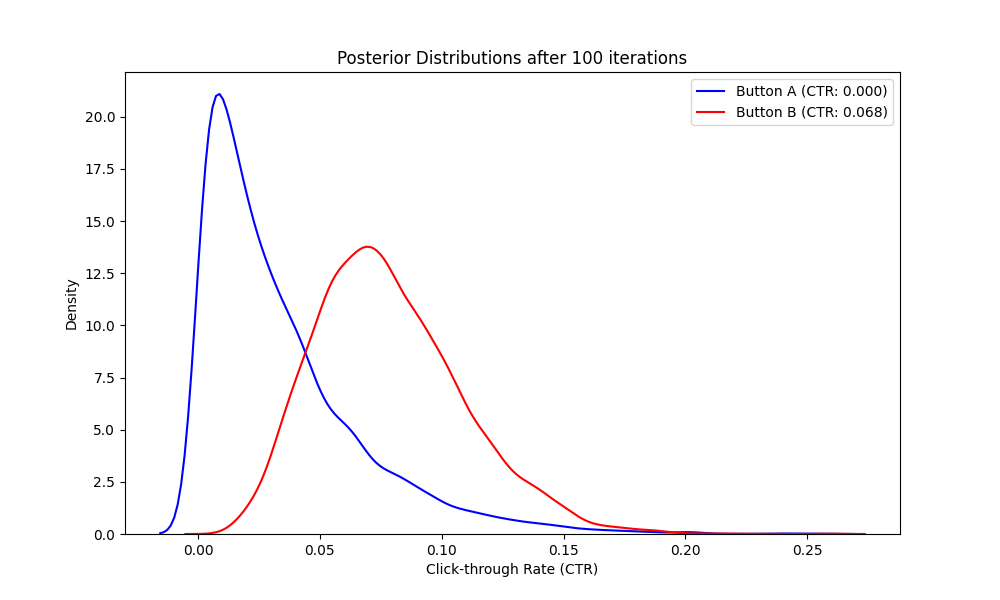 Posterior Distributions after 100 iterations
Button A (CTR: 0.000)
Button B (CTR: 0.068)
20.0
17.5
15.0
12.5
10.0
7.5
5.0
2.5
0.0
Density
0.00 0.05 0.10 0.15 0.20 0.25
Click-through Rate (CTR)